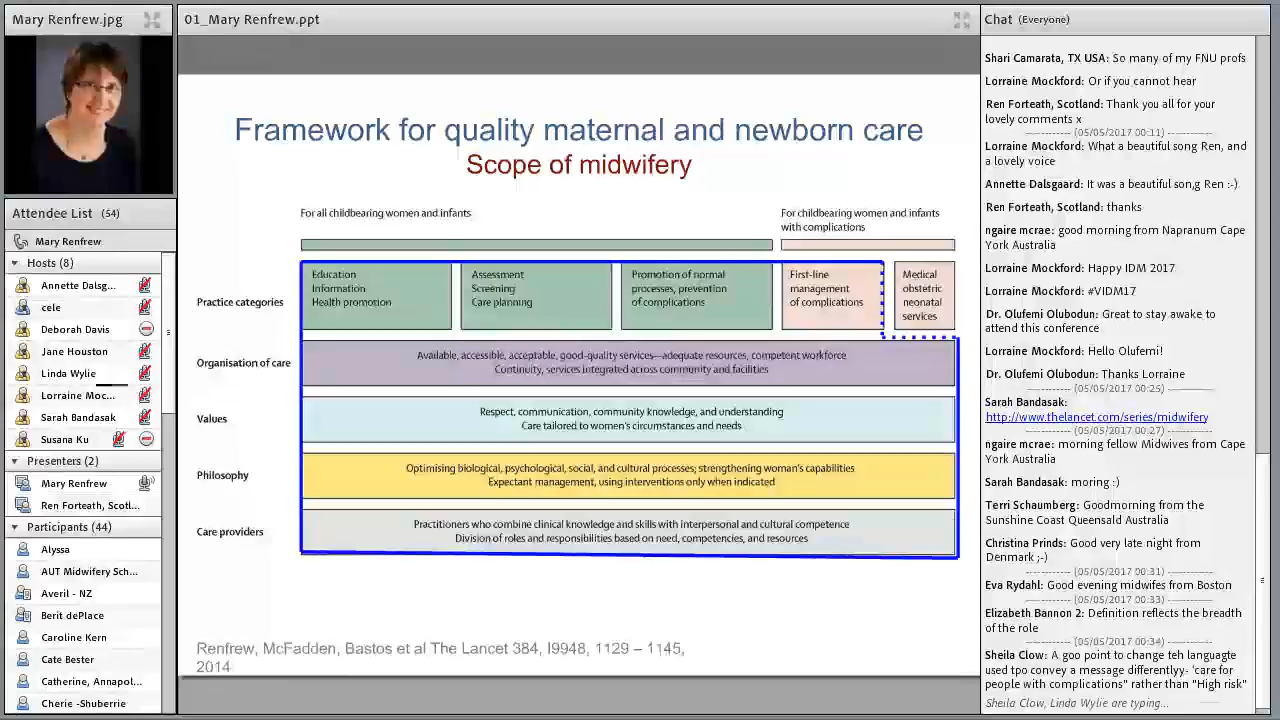 Mary Renfrew.jpg
Attendee List (54)
Mary Renfrew
Hosts (8)
Annette Dalsg...
cele
Deborah Davis
Jane Houston
Linda Wylie
Lorraine Moc...
Sarah Bandasak
Susana Ku
Presenters (2)
Mary Renfrew
Ren Forteath, Scotl...
Participants (44)
Alyssa
AUT Midwifery Sch...
Averil - NZ
Berit dePlace
Caroline Kern
Cate Bester
Catherine, Annapol...
Cherie -Shuberrie
01_Mary Renfrew.ppt
Framework for quality maternal and newborn care
Scope of midwifery
For all childbearing women and infants
For childbearing women and infants
with complications
Practice categories
Education
Information
Health promotion
Assessment
Screening
Care planning
Promotion of normal
processes, prevention
of complications
First-line
management
of complications
Medical
obstetric
neonatal
services
Organisation of care
Available, accessible, acceptable, good-quality services—adequate resources, competent workforce
Continuity, services integrated across community and facilities
Values
Respect, communication, community knowledge, and understanding
Care tailored to women's circumstances and needs
Philosophy
Optimising biological, psychological, social, and cultural processes; strengthening woman's capabilities
Expectant management, using interventions only when indicated
Care providers
Practitioners who combine clinical knowledge and skills with interpersonal and cultural competence
Division of roles and responsibilities based on need, competencies, and resources
Renfrew, McFadden, Bastos et al The Lancet 384, I9948, 1129 – 1145,
2014
Chat (Everyone)
Shari Camarata, TX USA: So many of my FNU profs
Lorraine Mockford: Or if you cannot hear
Ren Forteath, Scotland: Thank you all for your
lovely comments x
----------- (05/05/2017 00:11) -----------
Lorraine Mockford: What a beautiful song Ren, and
a lovely voice
Annette Dalsgaard: It was a beautiful son,g Ren :-)
Ren Forteath, Scotland: thanks
ngaire mcrae: good morning from Napranum Cape
York Australia
Lorraine Mockford: Happy IDM 2017
Lorraine Mockford: #VIDM17
Dr. Olufemi Olubodun: Great to stay awake to
attend this conference
Lorraine Mockford: Hello Olufemi!
Dr. Olufemi Olubodun: Thanks Lorraine
----------- (05/05/2017 00:25) -----------
Sarah Bandasak:
http://www.thelancet.com/series/midwifery
----------- (05/05/2017 00:27) -----------
ngaire mcrae: morning fellow Midwives from Cape
York Australia
Sarah Bandasak: moring :)
Terri Schaumberg: Goodmorning from the
Sunshine Coast Queensald Australia
Christina Prinds: Good very late night from
Denmark ;-)
----------- (05/05/2017 00:31) -----------
Eva Rydahl: Good evening midwifes from Boston
----------- (05/05/2017 00:33) -----------
Elizabeth Bannon 2: Definition reflects the breadth
of the role
----------- (05/05/2017 00:34) -----------
Sheila Clow: A goo point to change teh languagte
used tpo convey a message differentlyy- 'care for
people with complications" rather than "High risk"
Sheila Clow, Linda Wylie are typing...